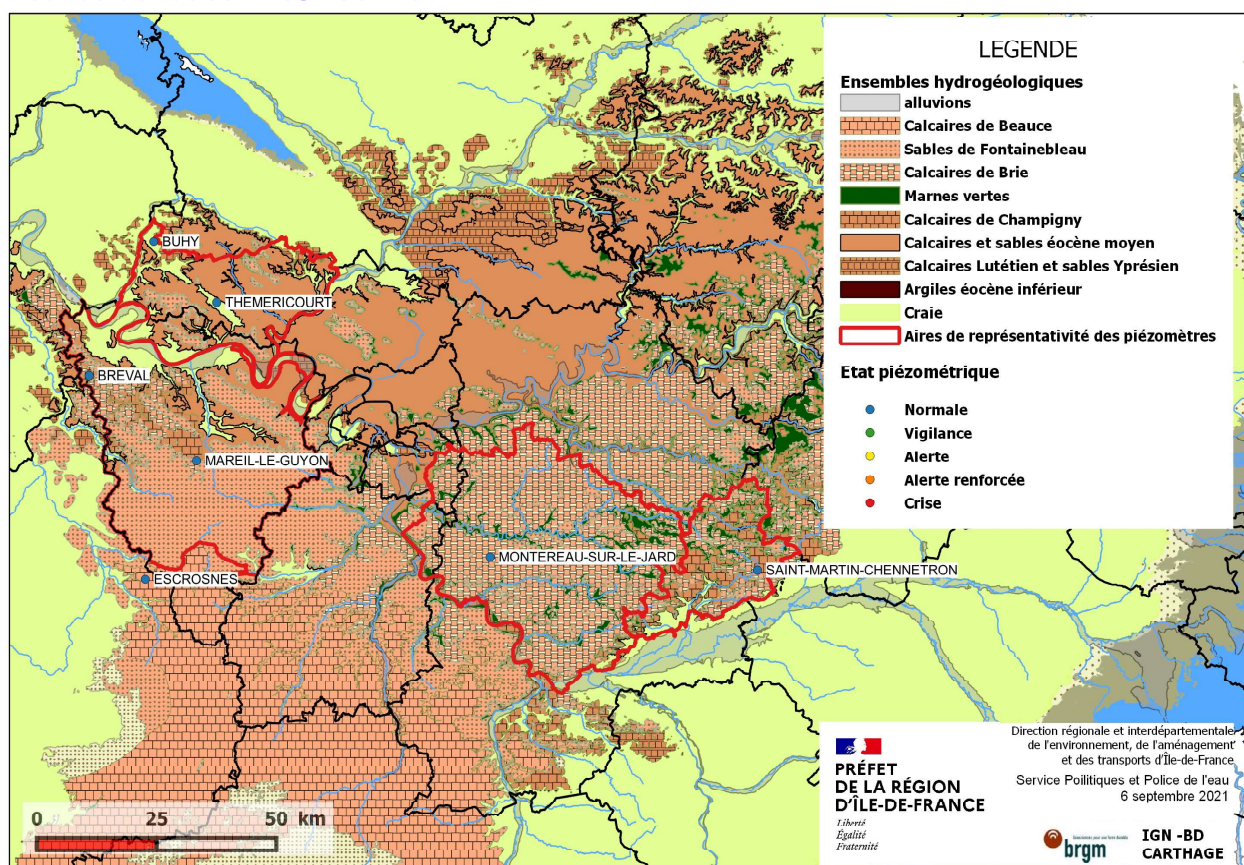 LEGENDE
Ensembles hydrogéologiques
alluvions
Calcaires de Beauce
Sables de Fontainebleau
Calcaires de Brie
Marnes vertes
Calcaires de Champigny
Calcaires et sables éocène moyen
Calcaires Lutétien et sables Yprésien
Argiles éocène inférieur
Craie
Aires de représentativité des piézomètres
Etat piézométrique
Normale
Vigilance
Alerte
Alerte renforcée
Crise
BUHY
THEMERICOURT
BREVAL
MAREIL-LE-GUYON
ESCROSNES
MONTEREAU-SUR-LE-JARD
SAINT-MARTIN-CHENNETRON
0 25 50 km
PRÉFET
DE LA RÉGION
D'ÎLE-DE-FRANCE
Liberté
Égalité
Fraternité
Direction régionale et interdépartementale
de l'environnement, de l'aménagement
et des transports d'Île-de-France
Service Poilitiques et Police de l'eau
6 septembre 2021
brgm
IGN -BD
CARTHAGE